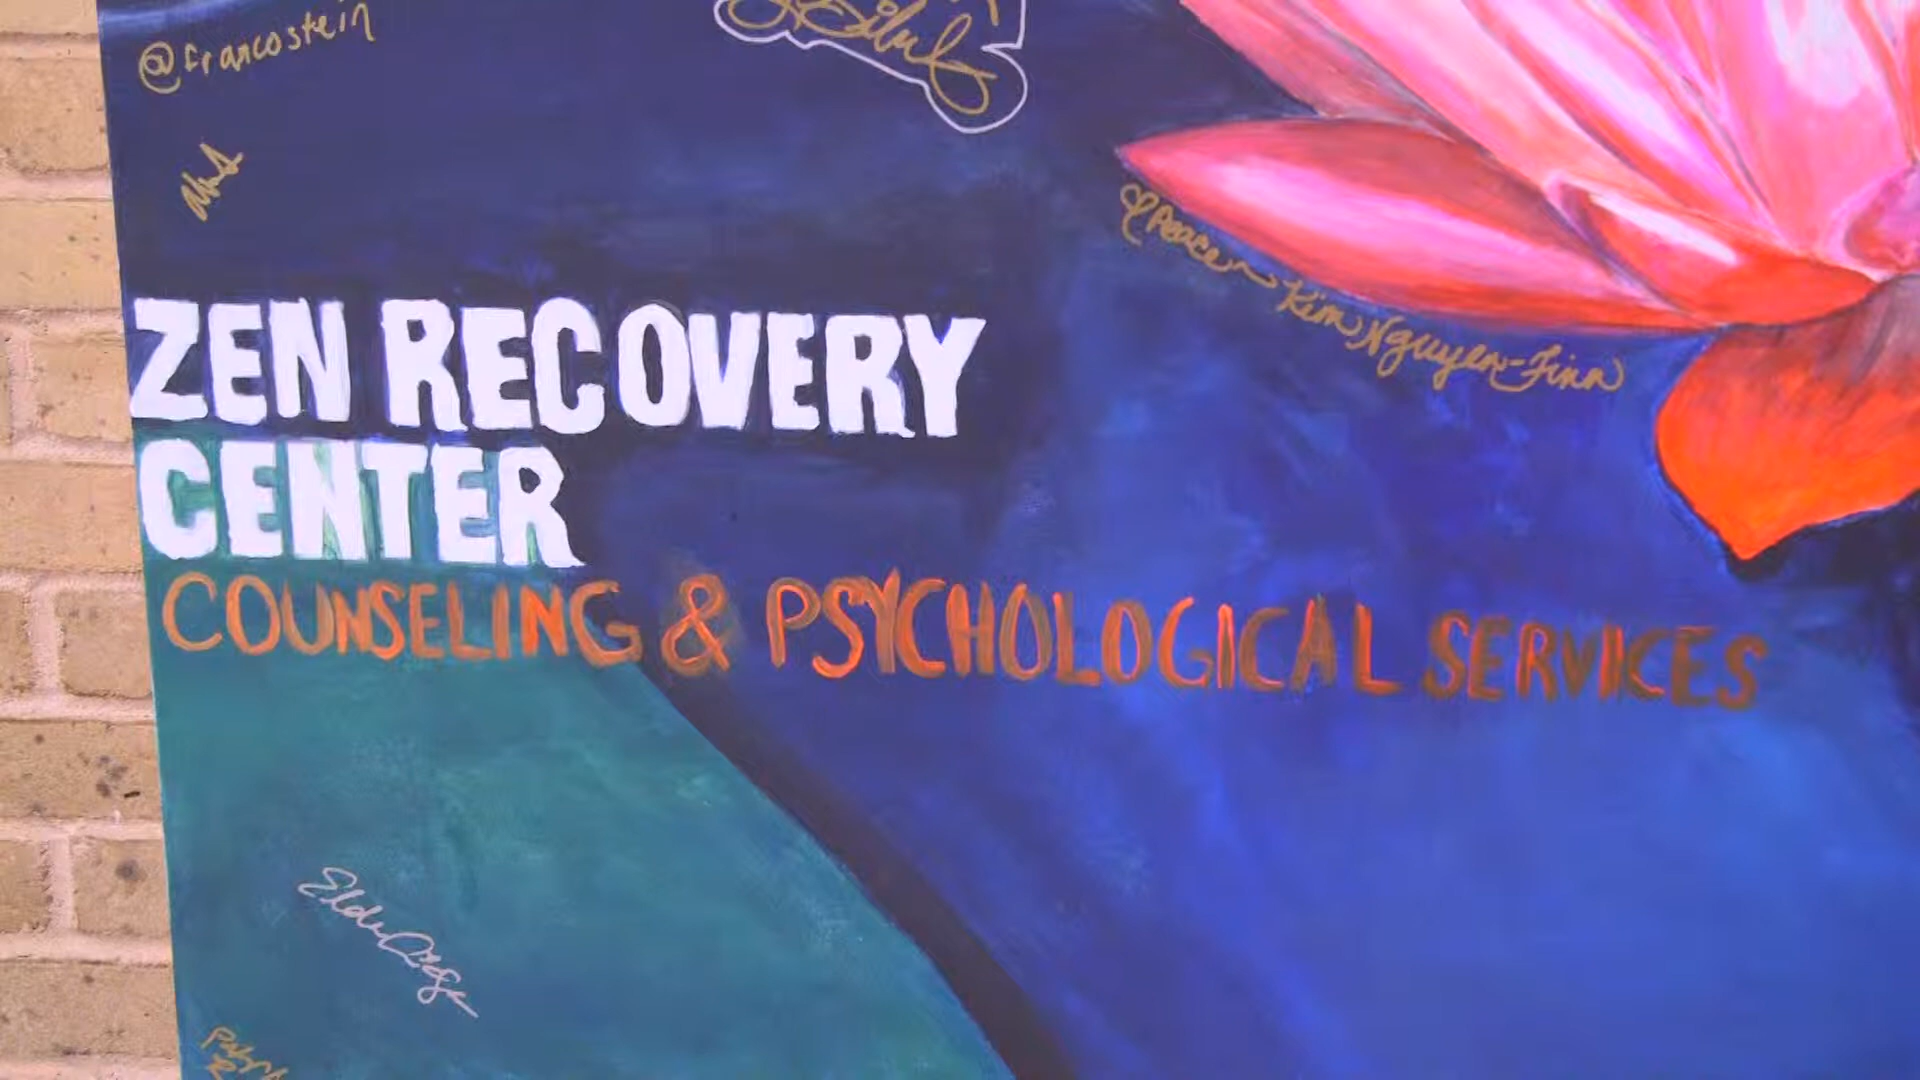 @francostein
Peace
Kim Nguyen-Finn
ZEN RECOVERY
CENTER
COUNSELING & PSYCHOLOGICAL SERVICES